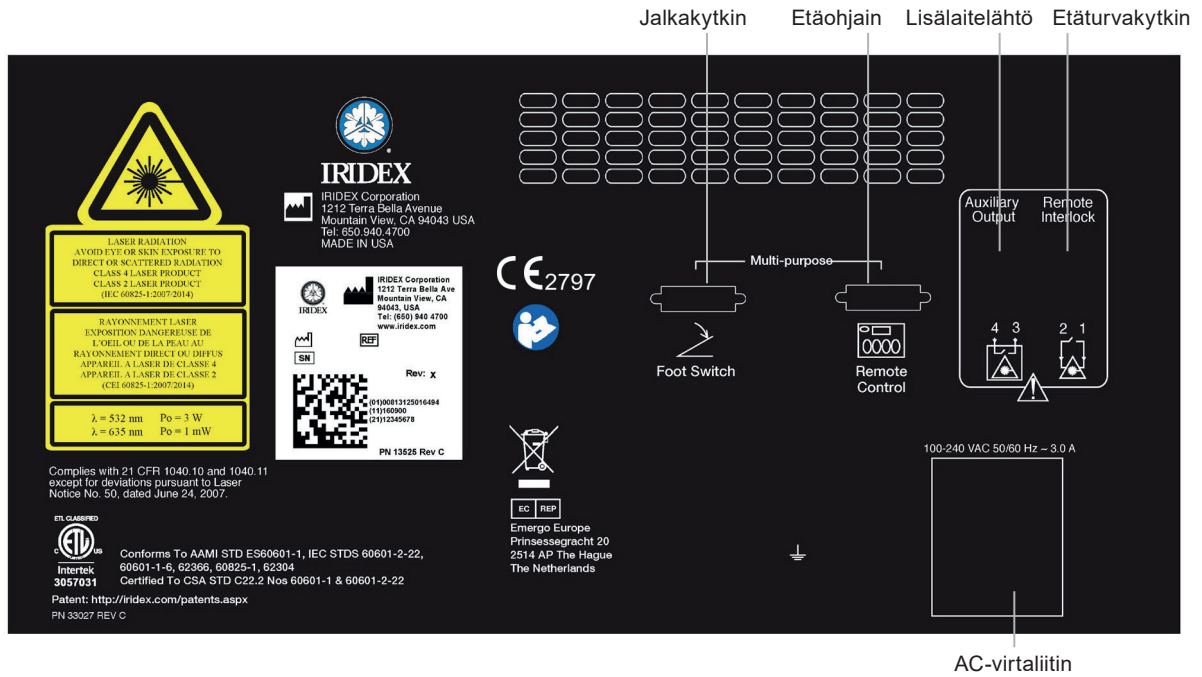 Jalkakytkin
Etäohjain
Lisälaitelähtö
Etäturvakytkin
LASER RADIATION
AVOID EYE OR SKIN EXPOSURE TO
DIRECT OR SCATTERED RADIATION
CLASS 4 LASER PRODUCT
CLASS 2 LASER PRODUCT
(IEC 60825-1:2007/2014)
RAYONNEMENT LASER
EXPOSITION DANGEREUSE DE
L'OEIL OU DE LA PEAU AU
RAYONNEMENT DIRECT OU DIFFUS
APPAREIL A LASER DE CLASSE 4
APPAREIL A LASER DE CLASSE 2
(CEI 60825-1:2007/2014)
λ = 532 nm Po = 3 W
λ = 635 nm Po = 1 mW
Complies with 21 CFR 1040.10 and 1040.11
except for deviations pursuant to Laser
Notice No. 50, dated June 24, 2007.
ETL CLASSIFIED
C ETL US
Intertek
3057031
Conforms To AAMI STD ES60601-1, IEC STDS 60601-2-22,
60601-1-6, 62366, 60825-1, 62304
Certified To CSA STD C22.2 Nos 60601-1 & 60601-2-22
Patent: http://iridex.com/patents.aspx
PN 33027 REV C
IRIDEX
IRIDEX Corporation
1212 Terra Bella Avenue
Mountain View, CA 94043 USA
Tel: 650.940.4700
MADE IN USA
IRIDEX
IRIDEX Corporation
1212 Terra Bella Ave
Mountain View, CA
94043, USA
Tel: (650) 940 4700
www.iridex.com
REF
SN
Rev: X
(01)00813125016494
(11)160900
(21)12345678
PN 13525 Rev C
CE 2797
EC REP
Emergo Europe
Prinsessegracht 20
2514 AP The Hague
The Netherlands
Multi-purpose
Foot Switch
Remote
Control
Auxiliary
Output
Remote
Interlock
4 3
2 1
100-240 VAC 50/60 Hz ~ 3.0 A
AC-virtaliitin